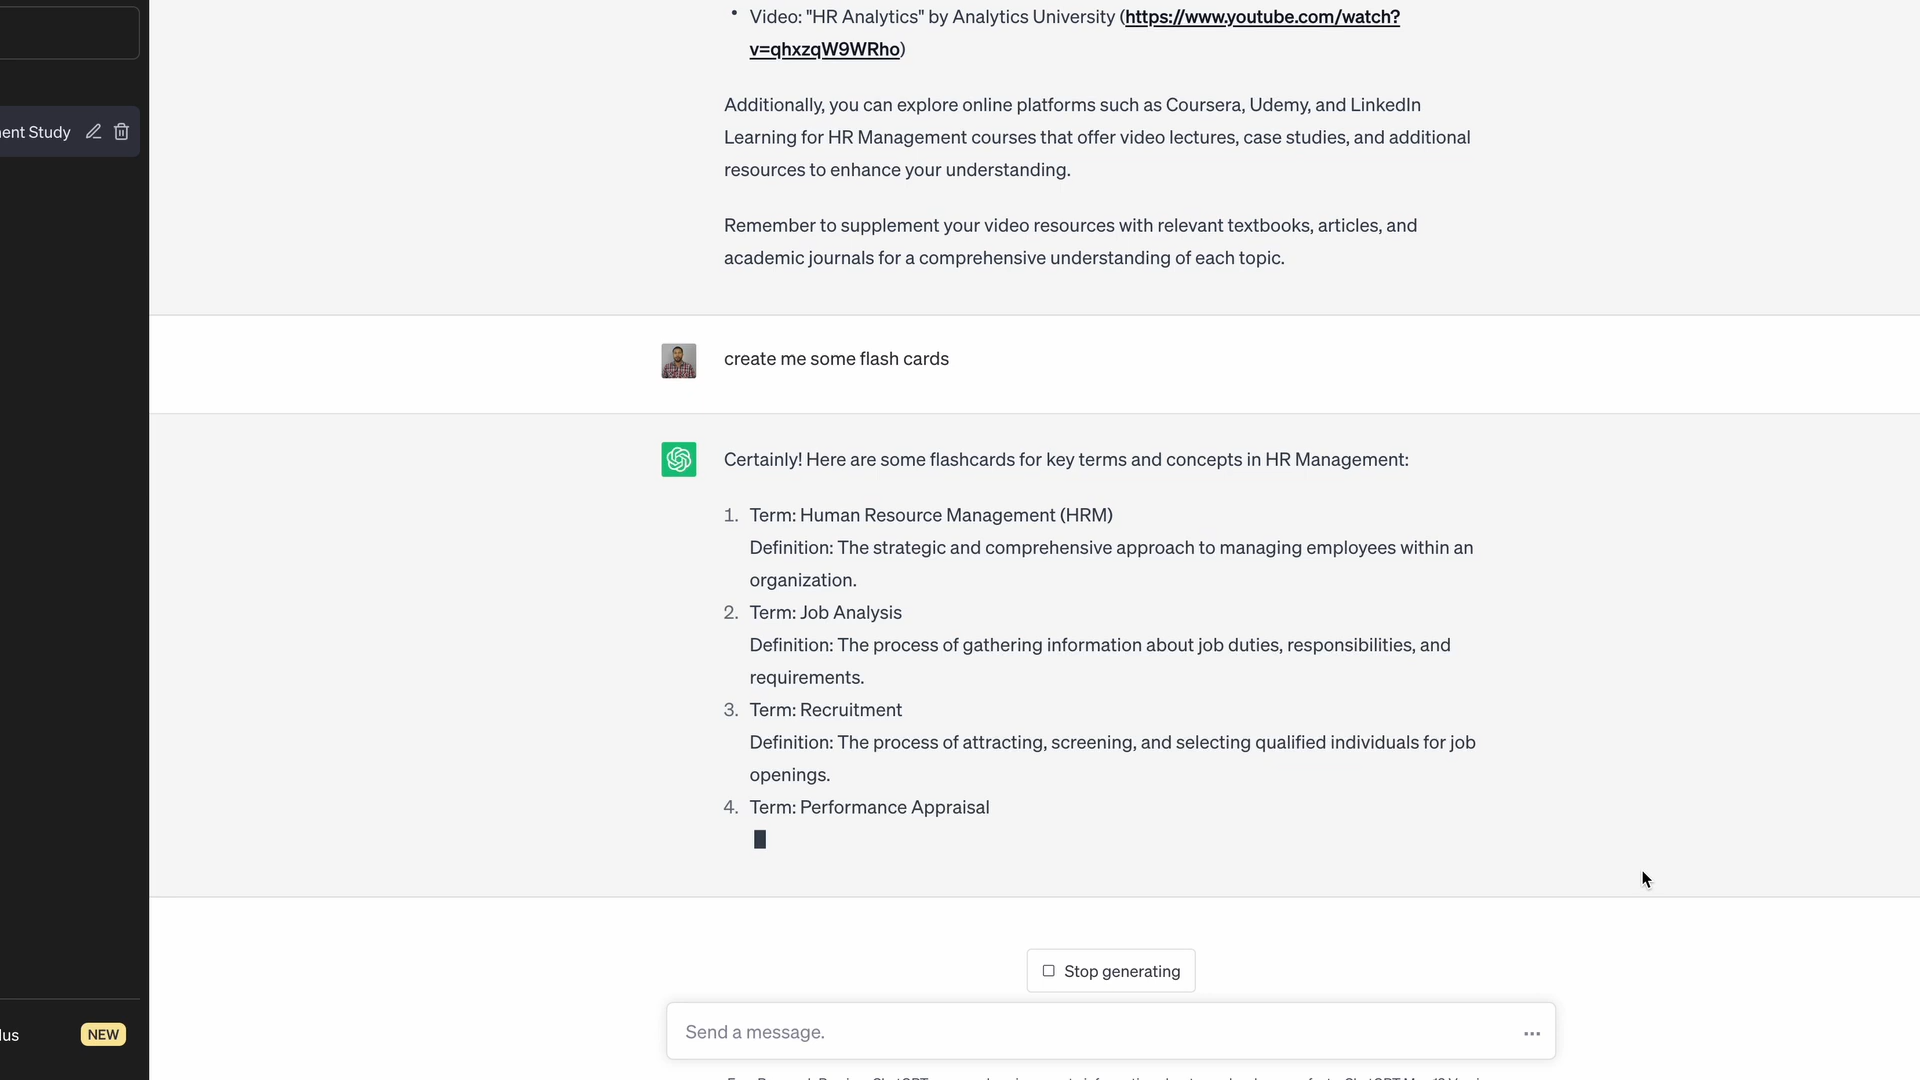 Video: "HR Analytics" by Analytics University (https://www.youtube.com/watch?
v=qhxzqW9WRho)
Additionally, you can explore online platforms such as Coursera, Udemy, and LinkedIn
Learning for HR Management courses that offer video lectures, case studies, and additional
resources to enhance your understanding.
Remember to supplement your video resources with relevant textbooks, articles, and
academic journals for a comprehensive understanding of each topic.
ent Study
create me some flash cards
Certainly! Here are some flashcards for key terms and concepts in HR Management:
1. Term: Human Resource Management (HRM)
Definition: The strategic and comprehensive approach to managing employees within an
organization.
2. Term: Job Analysis
Definition: The process of gathering information about job duties, responsibilities, and
requirements.
3. Term: Recruitment
Definition: The process of attracting, screening, and selecting qualified individuals for job
openings.
4. Term: Performance Appraisal
Stop generating
Send a message.
lus NEW